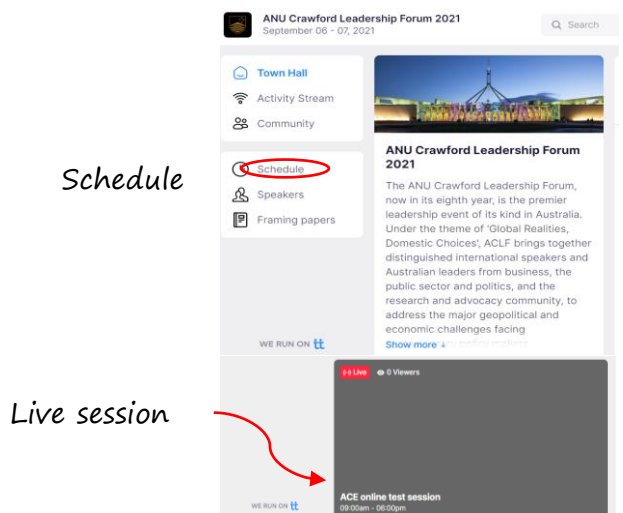 ANU Crawford Leadership Forum 2021
September 06 - 07, 2021
Search
Town Hall
Activity Stream
Community
Schedule
Schedule
Speakers
Framing papers
ANU Crawford Leadership Forum
2021
The ANU Crawford Leadership Forum,
now in its eighth year, is the premier
leadership event of its kind in Australia.
Under the theme of 'Global Realities,
Domestic Choices', ACLF brings together
distinguished international speakers and
Australian leaders from business, the
public sector and politics, and the
research and advocacy community, to
address the major geopolitical and
economic challenges facing
Show more ↓
WE RUN ON tt
Live
0 Viewers
Live session
ACE online test session
09:00am - 06:00pm
WE RUN ON tt